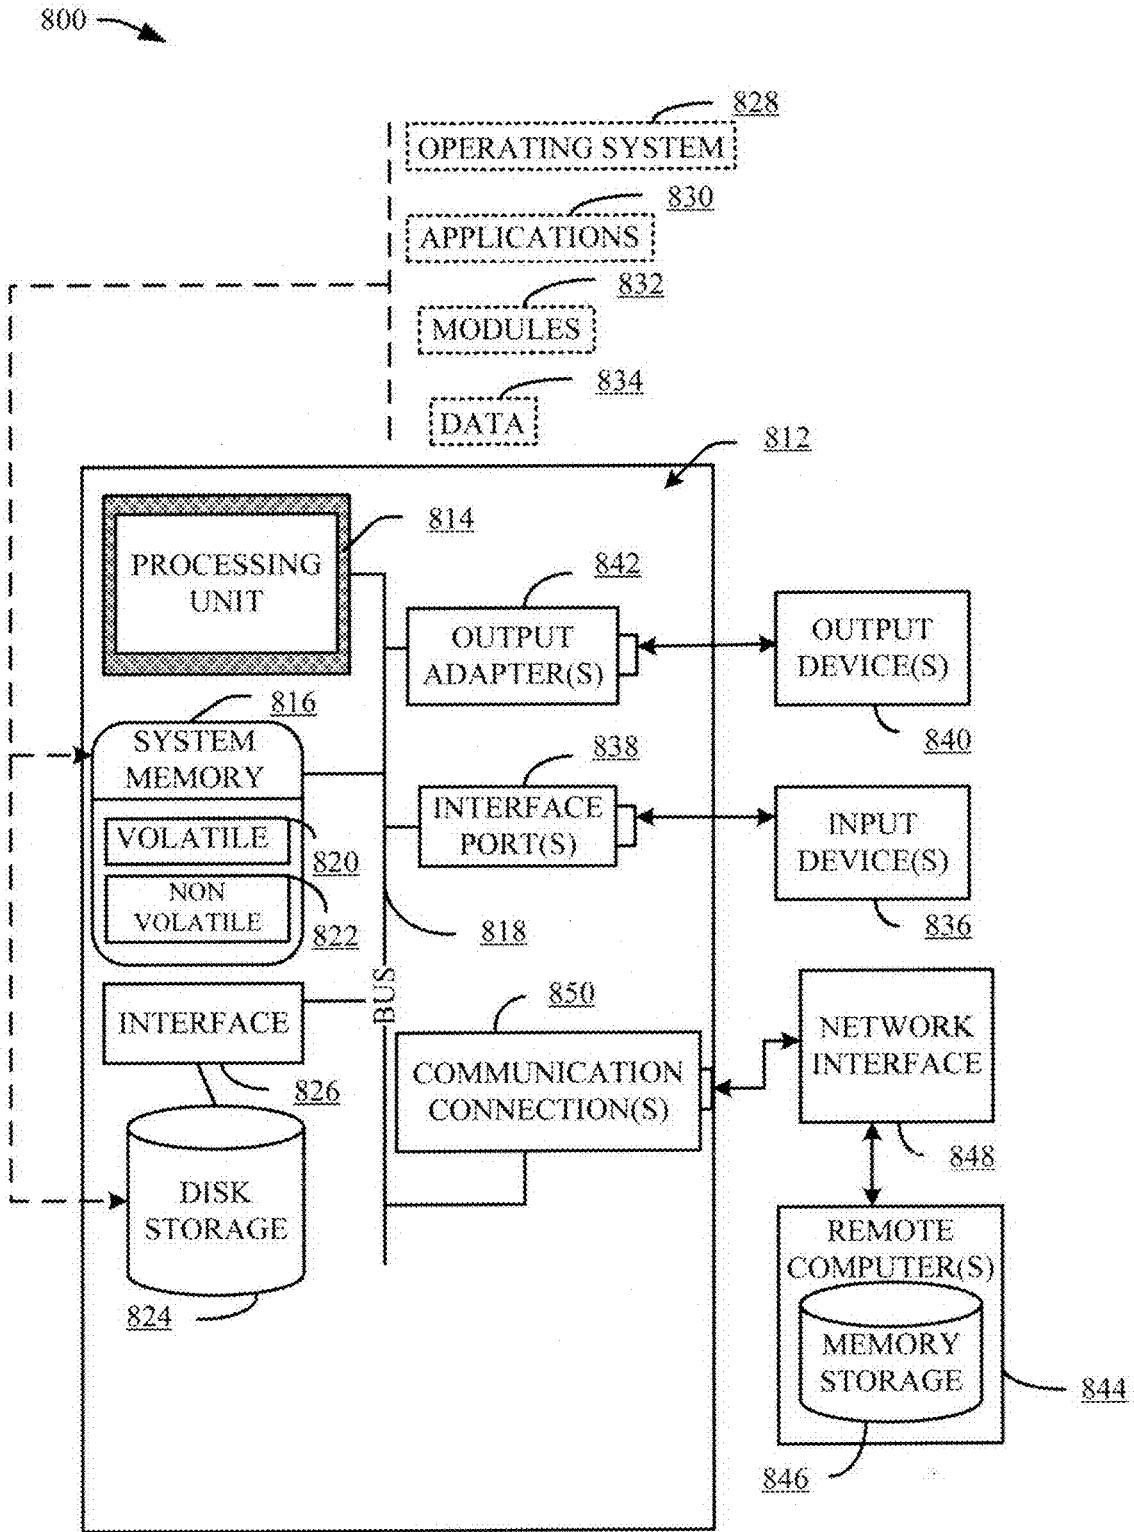 800
828
OPERATING SYSTEM
830
APPLICATIONS
832
MODULES
834
DATA
812
814
PROCESSING
UNIT
842
OUTPUT
ADAPTER(S)
OUTPUT
DEVICE(S)
840
816
SYSTEM
MEMORY
838
INTERFACE
PORT(S)
INPUT
DEVICE(S)
836
VOLATILE
820
NON
VOLATILE
822
818
BUS
INTERFACE
826
850
COMMUNICATION
CONNECTION(S)
NETWORK
INTERFACE
848
DISK
STORAGE
824
REMOTE
COMPUTER(S)
MEMORY
STORAGE
844
846